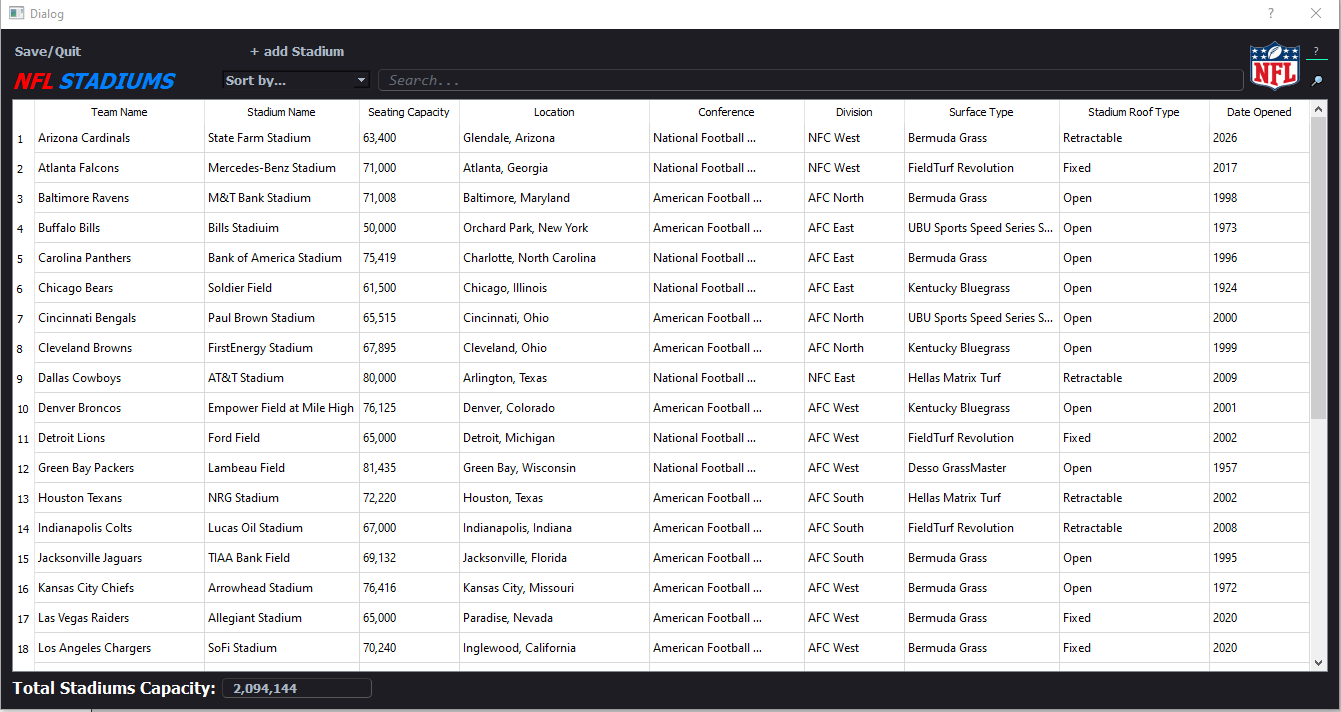 Dialog ?
Save/Quit + add Stadium ?
NFL STADIUMS Sort by... Search... NFL
Team Name Stadium Name Seating Capacity Location Conference Division Surface Type Stadium Roof Type Date Opened
1 Arizona Cardinals State Farm Stadium 63,400 Glendale, Arizona National Football ... NFC West Bermuda Grass Retractable 2026
2 Atlanta Falcons Mercedes-Benz Stadium 71,000 Atlanta, Georgia National Football ... NFC West FieldTurf Revolution Fixed 2017
3 Baltimore Ravens M&T Bank Stadium 71,008 Baltimore, Maryland American Football ... AFC North Bermuda Grass Open 1998
4 Buffalo Bills Bills Stadiuim 50,000 Orchard Park, New York American Football ... AFC East UBU Sports Speed Series S... Open 1973
5 Carolina Panthers Bank of America Stadium 75,419 Charlotte, North Carolina National Football ... AFC East Bermuda Grass Open 1996
6 Chicago Bears Soldier Field 61,500 Chicago, Illinois National Football ... AFC East Kentucky Bluegrass Open 1924
7 Cincinnati Bengals Paul Brown Stadium 65,515 Cincinnati, Ohio American Football ... AFC North UBU Sports Speed Series S... Open 2000
8 Cleveland Browns FirstEnergy Stadium 67,895 Cleveland, Ohio American Football ... AFC North Kentucky Bluegrass Open 1999
9 Dallas Cowboys AT&T Stadium 80,000 Arlington, Texas National Football ... NFC East Hellas Matrix Turf Retractable 2009
10 Denver Broncos Empower Field at Mile High 76,125 Denver, Colorado American Football ... AFC West Kentucky Bluegrass Open 2001
11 Detroit Lions Ford Field 65,000 Detroit, Michigan National Football ... AFC West FieldTurf Revolution Fixed 2002
12 Green Bay Packers Lambeau Field 81,435 Green Bay, Wisconsin National Football ... AFC West Desso GrassMaster Open 1957
13 Houston Texans NRG Stadium 72,220 Houston, Texas American Football ... AFC South Hellas Matrix Turf Retractable 2002
14 Indianapolis Colts Lucas Oil Stadium 67,000 Indianapolis, Indiana American Football ... AFC South FieldTurf Revolution Retractable 2008
15 Jacksonville Jaguars TIAA Bank Field 69,132 Jacksonville, Florida American Football ... AFC South Bermuda Grass Open 1995
16 Kansas City Chiefs Arrowhead Stadium 76,416 Kansas City, Missouri American Football ... AFC West Bermuda Grass Open 1972
17 Las Vegas Raiders Allegiant Stadium 65,000 Paradise, Nevada American Football ... AFC West Bermuda Grass Fixed 2020
18 Los Angeles Chargers SoFi Stadium 70,240 Inglewood, California American Football ... AFC West Bermuda Grass Fixed 2020
Total Stadiums Capacity: 2,094,144